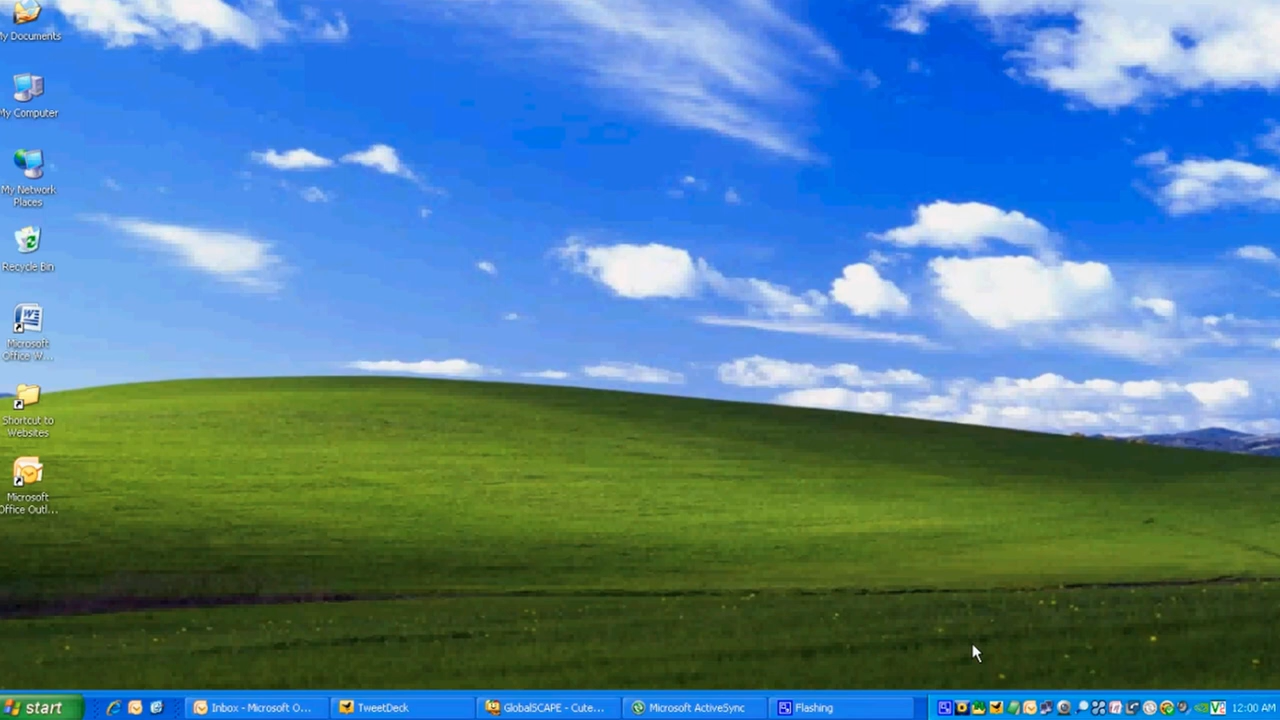 My Documents
My Computer
My Network
Places
Recycle Bin
Microsoft
Office W...
Shortcut to
Websites
Microsoft
Office Outl...
start
Inbox - Microsoft O...
TweetDeck
GlobalSCAPE - Cute...
Microsoft ActiveSync
Flashing
12:00 AM